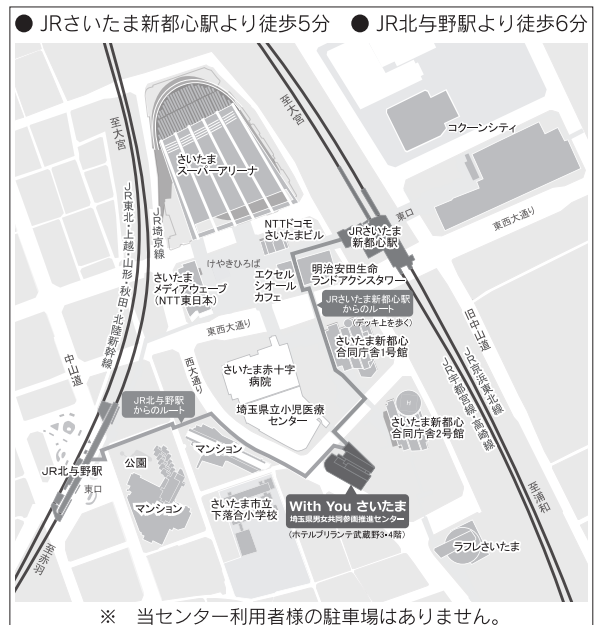 ● JRさいたま新都心駅より徒歩5分　● JR北与野駅より徒歩6分
至大宮
至大宮
コクーンシティ
さいたま
スーパーアリーナ
JR埼京線
JR東北・上越・山形・秋田・北陸新幹線
NTTドコモ
さいたまビル
JRさいたま
新都心駅
東口
東西大通り
けやきひろば
さいたま
メディアウェーブ
(NTT東日本)
エクセル
シオール
カフェ
明治安田生命
ランドアクシスタワー
JRさいたま新都心駅
からのルート
(デッキ上を歩く)
東西大通り
さいたま新都心
合同庁舎1号館
旧中山道
JR京浜東北線
JR宇都宮線・高崎線
中山道
西大通り
さいたま赤十字
病院
埼玉県立小児医療
センター
JR北与野駅
からのルート
H
さいたま新都心
合同庁舎2号館
JR北与野駅
東口
公園
マンション
マンション
さいたま市立
下落合小学校
With You さいたま
埼玉県男女共同参画推進センター
(ホテルブリランテ武蔵野3・4階)
至浦和
ラフレさいたま
至赤羽
※　当センター利用者様の駐車場はありません。